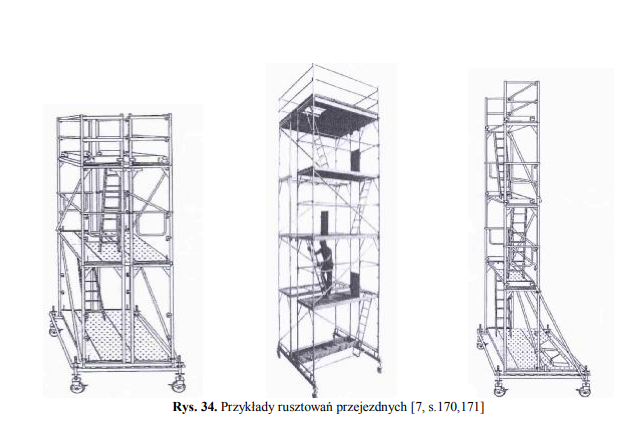 Rys. 34. Przykłady rusztowań przejezdnych [7, s.170,171]